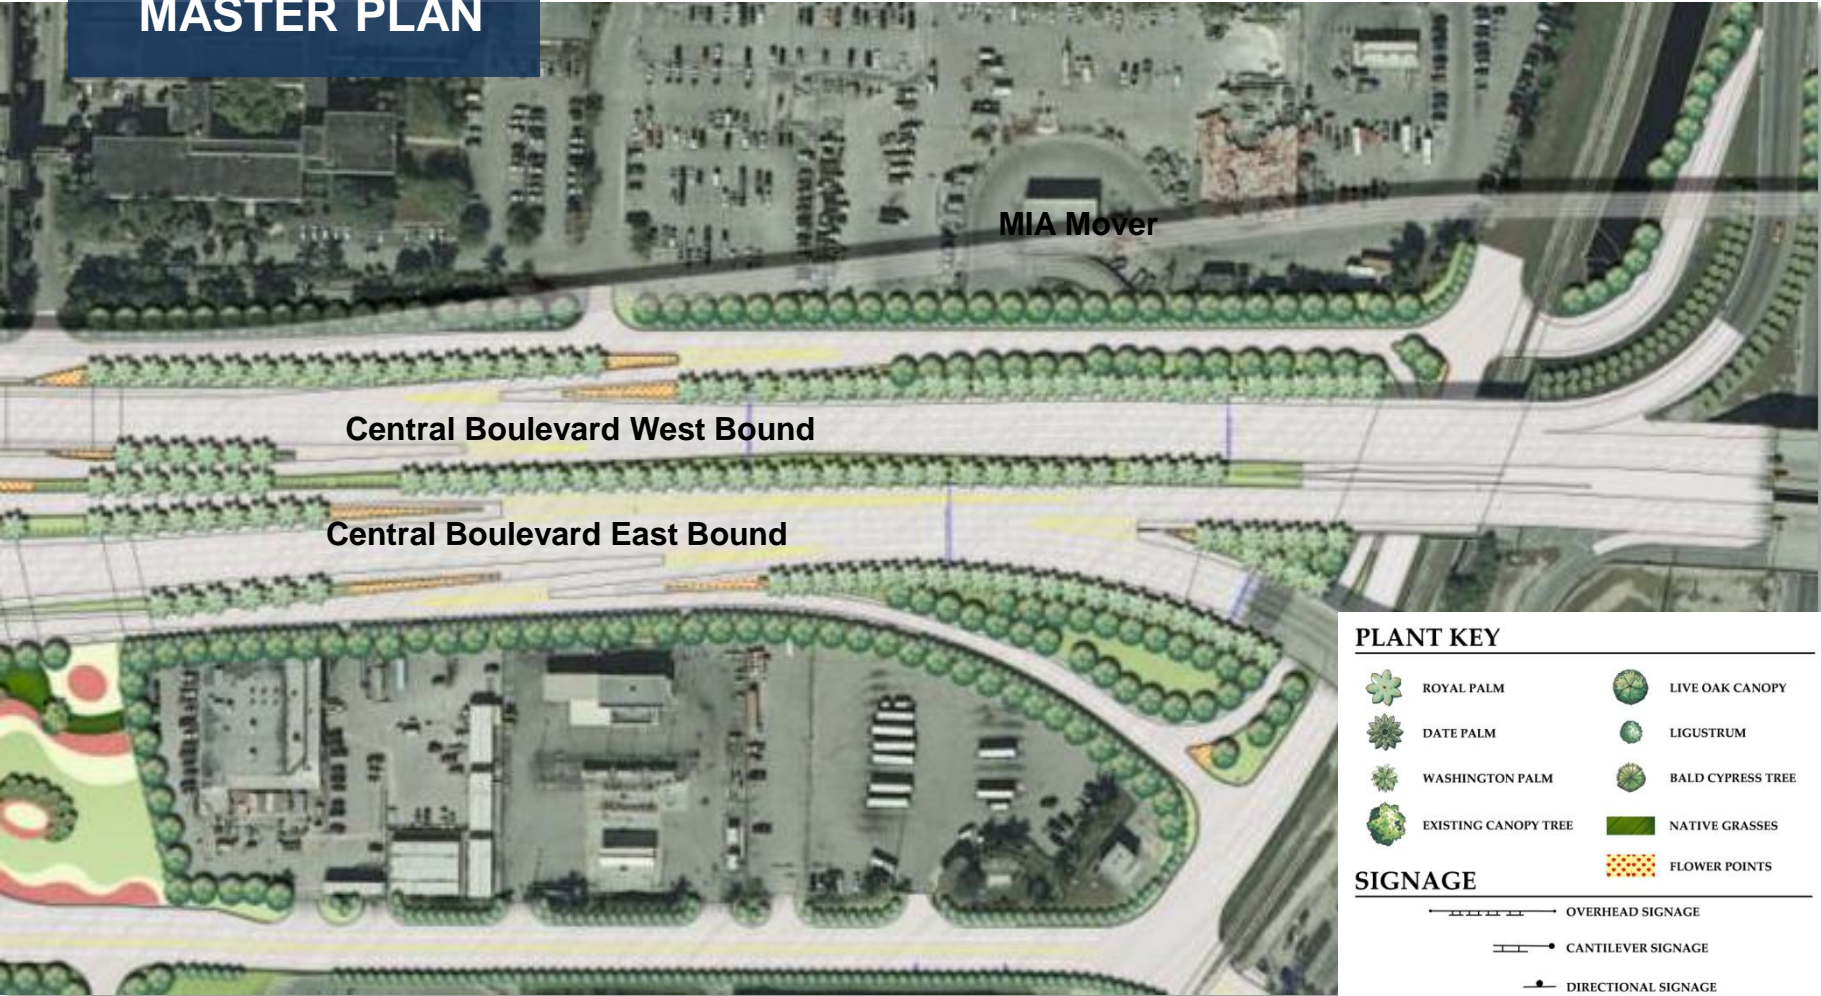 MASTER PLAN
MIA Mover
Central Boulevard West Bound
Central Boulevard East Bound
PLANT KEY
ROYAL PALM
LIVE OAK CANOPY
DATE PALM
LIGUSTRUM
WASHINGTON PALM
BALD CYPRESS TREE
EXISTING CANOPY TREE
NATIVE GRASSES
FLOWER POINTS
SIGNAGE
OVERHEAD SIGNAGE
CANTILEVER SIGNAGE
DIRECTIONAL SIGNAGE